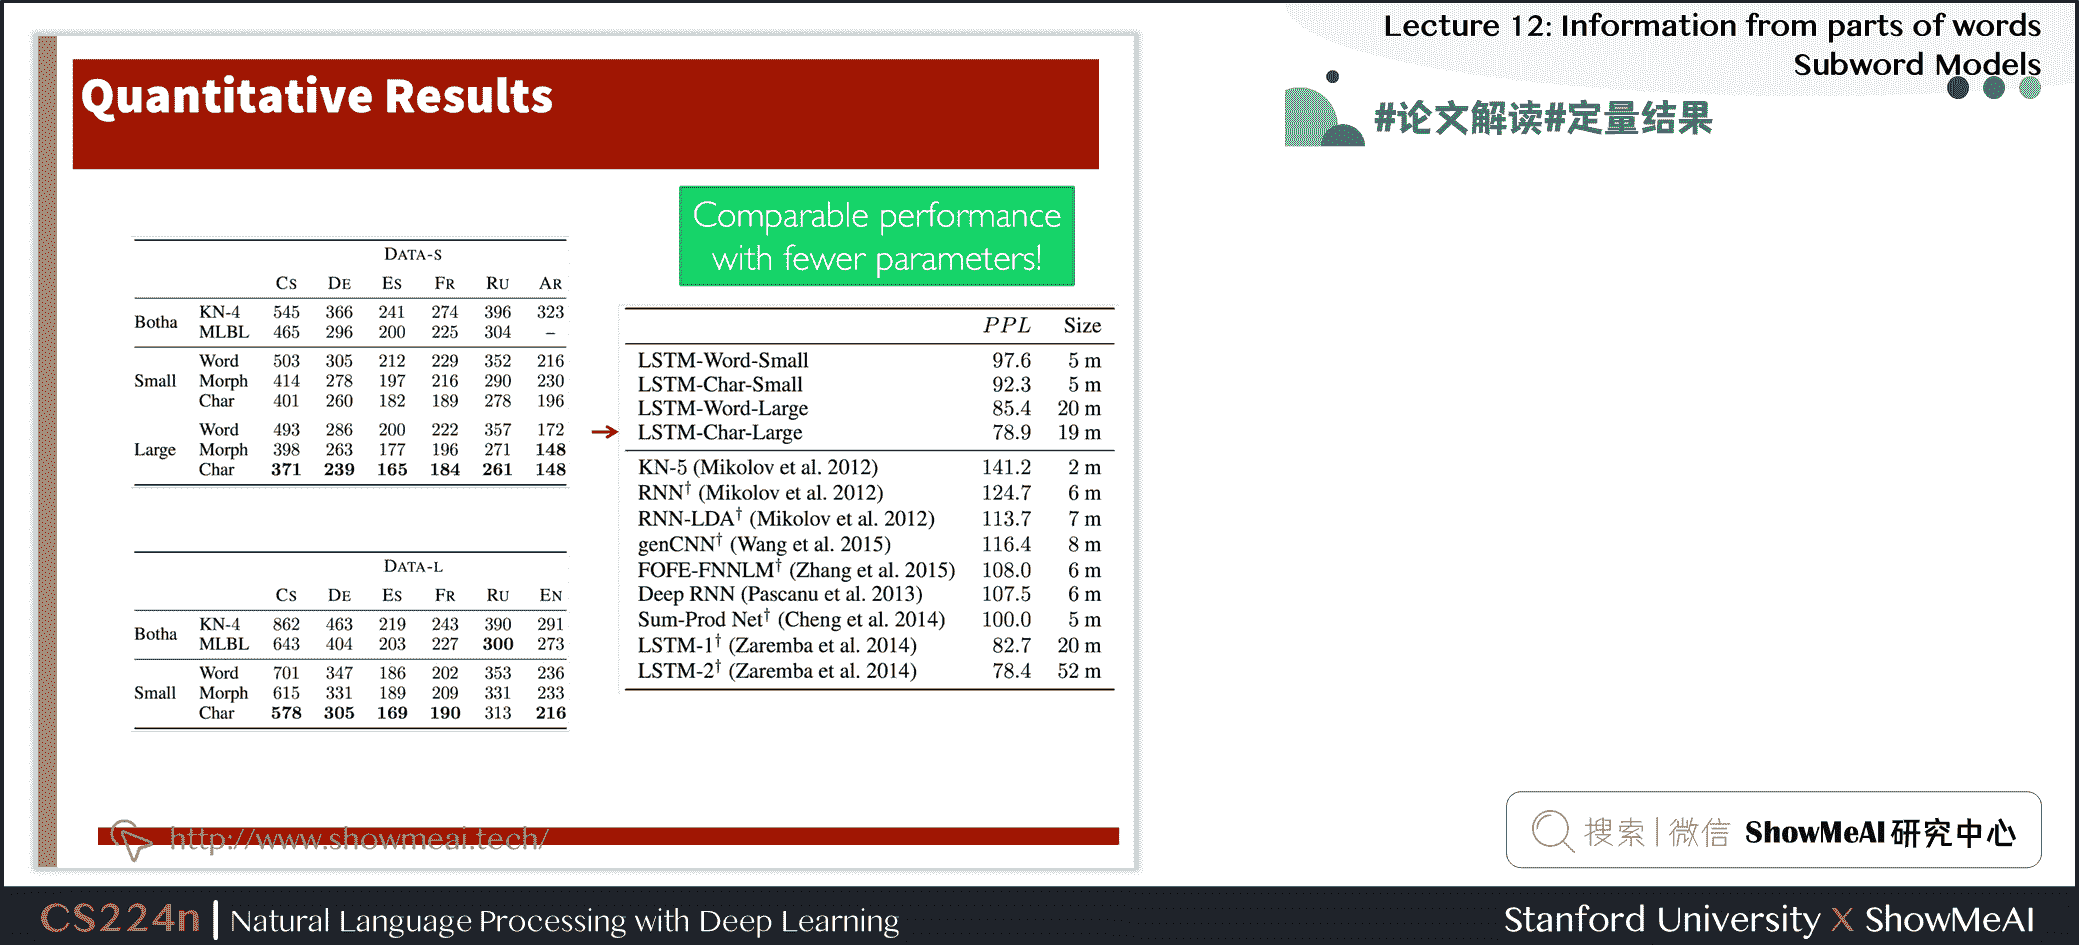 Lecture 12: Information from parts of words
Subword Models
#论文解读#定量结果
Quantitative Results
Comparable performance
with fewer parameters!
DATA-S
CS DE ES FR RU AR
Botha KN-4 545 366 241 274 396 323
MLBL 465 296 200 225 304 –
Small Word 503 305 212 229 352 216
Morph 414 278 197 216 290 230
Char 401 260 182 189 278 196
Large Word 493 286 200 222 357 172
Morph 398 263 177 196 271 148
Char 371 239 165 184 261 148
DATA-L
CS DE ES FR RU EN
Botha KN-4 862 463 219 243 390 291
MLBL 643 404 203 227 300 273
Small Word 701 347 186 202 353 236
Morph 615 331 189 209 331 233
Char 578 305 169 190 313 216
PPL Size
LSTM-Word-Small 97.6 5 m
LSTM-Char-Small 92.3 5 m
LSTM-Word-Large 85.4 20 m
LSTM-Char-Large 78.9 19 m
KN-5 (Mikolov et al. 2012) 141.2 2 m
RNN† (Mikolov et al. 2012) 124.7 6 m
RNN-LDA† (Mikolov et al. 2012) 113.7 7 m
genCNN† (Wang et al. 2015) 116.4 8 m
FOFE-FNNLM† (Zhang et al. 2015) 108.0 6 m
Deep RNN (Pascanu et al. 2013) 107.5 6 m
Sum-Prod Net† (Cheng et al. 2014) 100.0 5 m
LSTM-1† (Zaremba et al. 2014) 82.7 20 m
LSTM-2† (Zaremba et al. 2014) 78.4 52 m
http://www.showmeai.tech/
搜索|微信 ShowMeAI 研究中心
CS224n | Natural Language Processing with Deep Learning
Stanford University X ShowMeAI